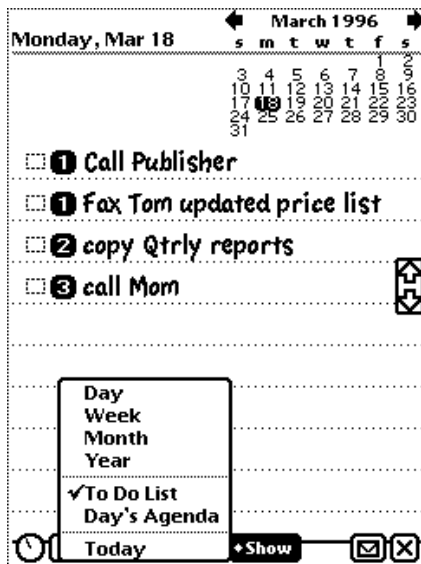 March 1996
Monday, Mar 18
s m t w t f s
1 2
3 4 5 6 7 8 9
10 11 12 13 14 15 16
17 18 19 20 21 22 23
24 25 26 27 28 29 30
31
1 Call Publisher
1 Fax Tom updated price list
2 copy Qtrly reports
3 call Mom
Day
Week
Month
Year
✓To Do List
Day's Agenda
Today
Show